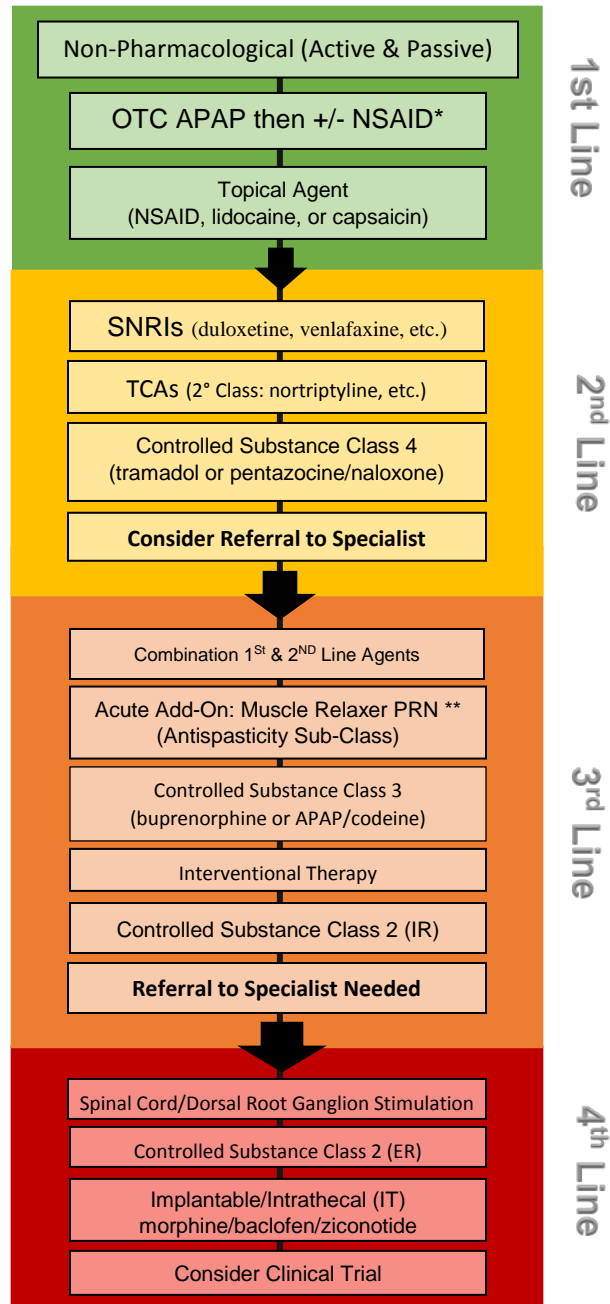 Non-Pharmacological (Active & Passive)
OTC APAP then +/- NSAID*
Topical Agent
(NSAID, lidocaine, or capsaicin)
1st Line
SNRIs (duloxetine, venlafaxine, etc.)
TCAs (2° Class: nortriptyline, etc.)
Controlled Substance Class 4
(tramadol or pentazocine/naloxone)
Consider Referral to Specialist
2nd Line
Combination 1St & 2ND Line Agents
Acute Add-On: Muscle Relaxer PRN **
(Antispasticity Sub-Class)
Controlled Substance Class 3
(buprenorphine or APAP/codeine)
Interventional Therapy
Controlled Substance Class 2 (IR)
Referral to Specialist Needed
3rd Line
Spinal Cord/Dorsal Root Ganglion Stimulation
Controlled Substance Class 2 (ER)
Implantable/Intrathecal (IT)
morphine/baclofen/ziconotide
Consider Clinical Trial
4th Line